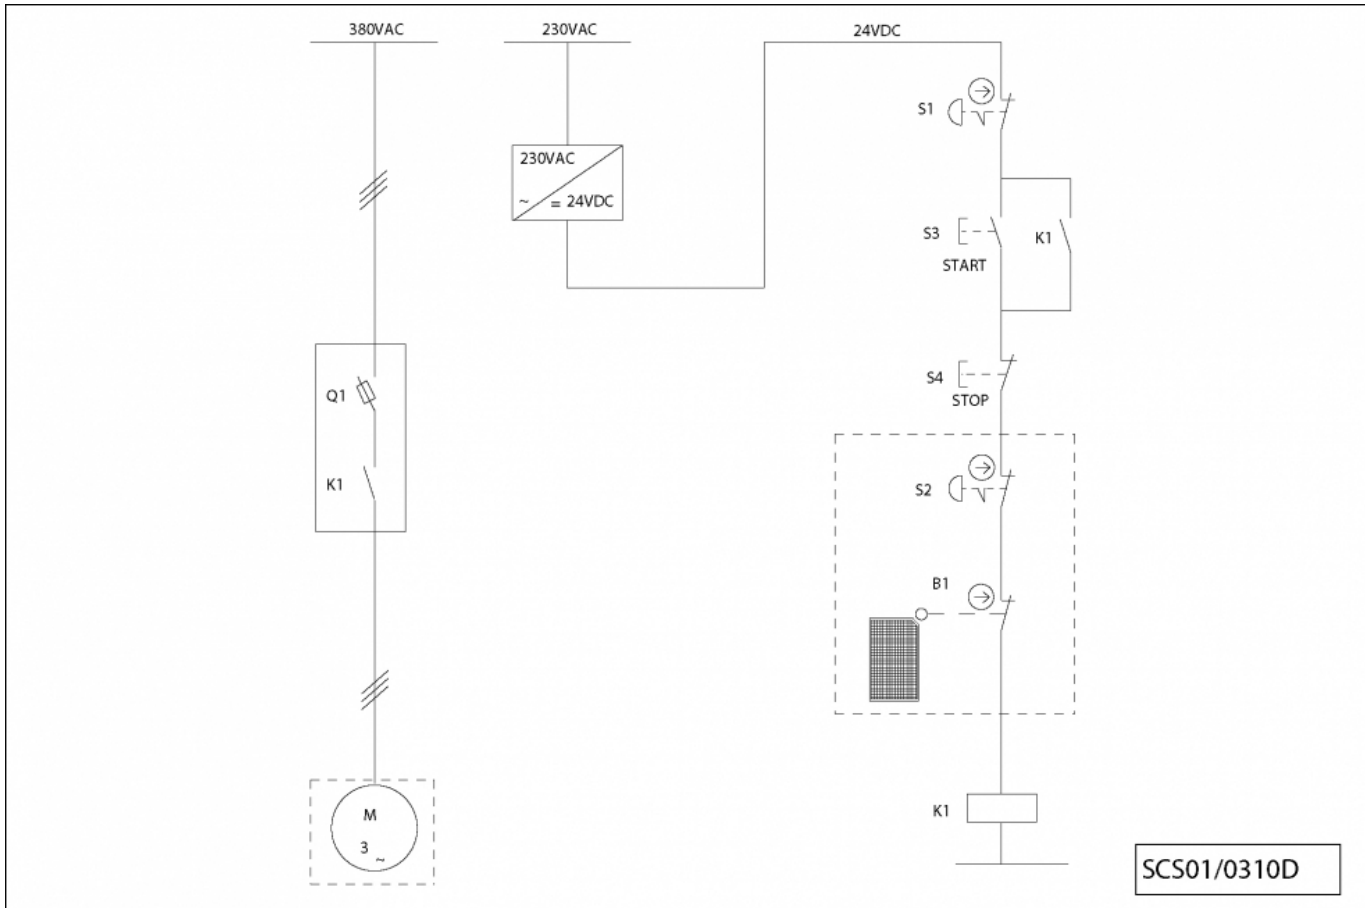 380VAC
230VAC
24VDC
S1
230VAC
~ = 24VDC
S3
K1
START
Q1
S4
STOP
K1
S2
B1
M
3 ~
K1
SCS01/0310D